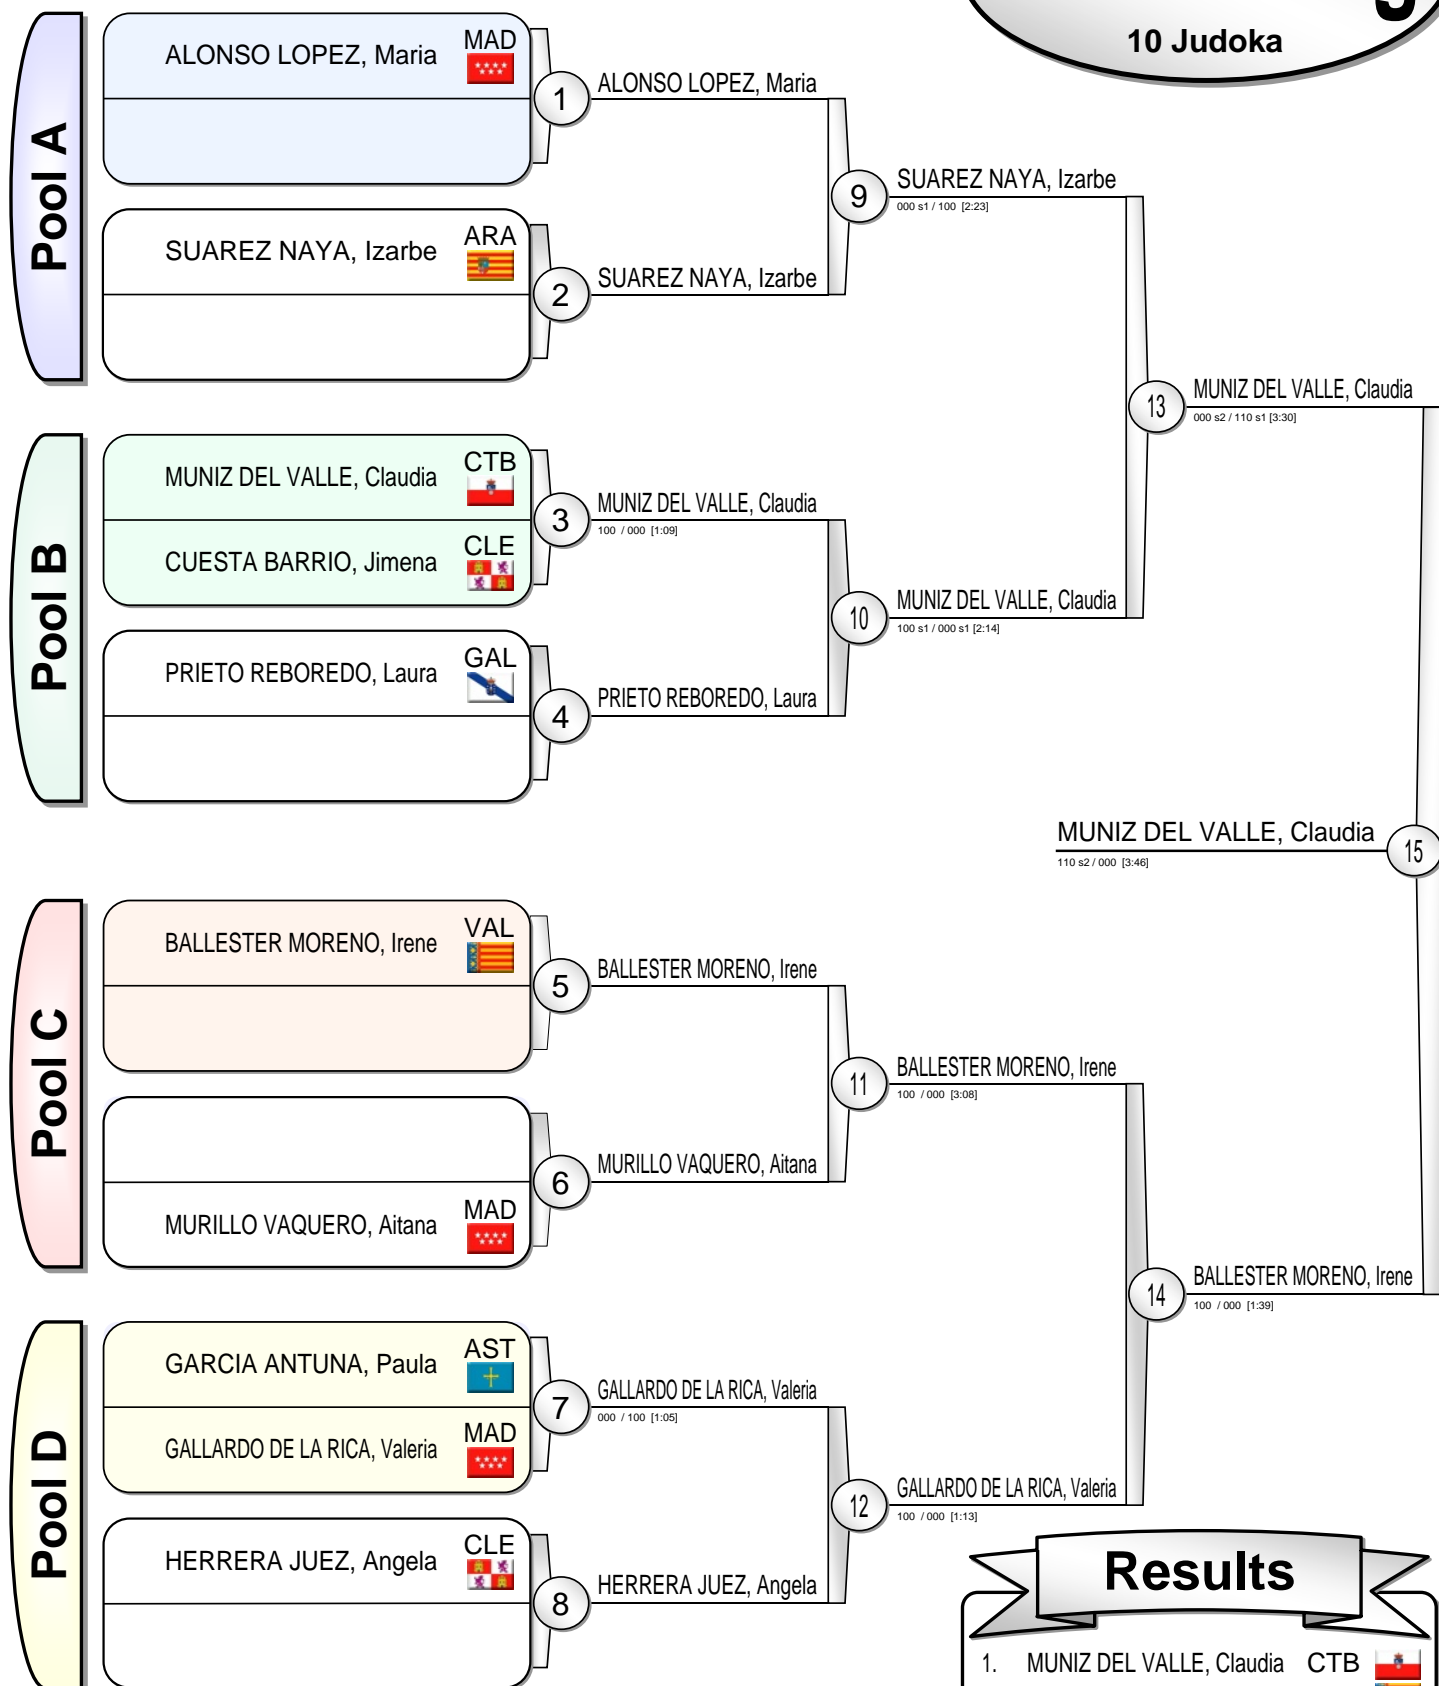 10 Judoka
Pool A
ALONSO LOPEZ, Maria MAD
1
ALONSO LOPEZ, Maria
SUAREZ NAYA, Izarbe ARA
2
SUAREZ NAYA, Izarbe
9
SUAREZ NAYA, Izarbe
000 s1 / 100 [2:23]
Pool B
MUNIZ DEL VALLE, Claudia CTB
CUESTA BARRIO, Jimena CLE
3
MUNIZ DEL VALLE, Claudia
100 / 000 [1:09]
PRIETO REBOREDO, Laura GAL
4
PRIETO REBOREDO, Laura
10
MUNIZ DEL VALLE, Claudia
100 s1 / 000 s1 [2:14]
13
MUNIZ DEL VALLE, Claudia
000 s2 / 110 s1 [3:30]
MUNIZ DEL VALLE, Claudia
110 s2 / 000 [3:46]
15
Pool C
BALLESTER MORENO, Irene VAL
5
BALLESTER MORENO, Irene
MURILLO VAQUERO, Aitana MAD
6
MURILLO VAQUERO, Aitana
11
BALLESTER MORENO, Irene
100 / 000 [3:08]
Pool D
GARCIA ANTUNA, Paula AST
GALLARDO DE LA RICA, Valeria MAD
7
GALLARDO DE LA RICA, Valeria
000 / 100 [1:05]
HERRERA JUEZ, Angela CLE
8
HERRERA JUEZ, Angela
12
GALLARDO DE LA RICA, Valeria
100 / 000 [1:13]
14
BALLESTER MORENO, Irene
100 / 000 [1:39]
Results
1. MUNIZ DEL VALLE, Claudia CTB